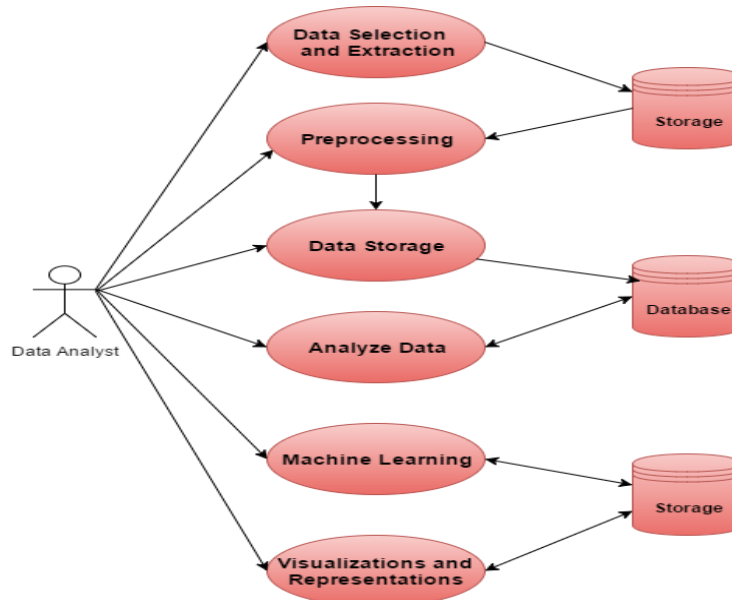 Data Selection
and Extraction
Storage
Preprocessing
Data Storage
Database
Data Analyst
Analyze Data
Machine Learning
Storage
Visualizations and
Representations